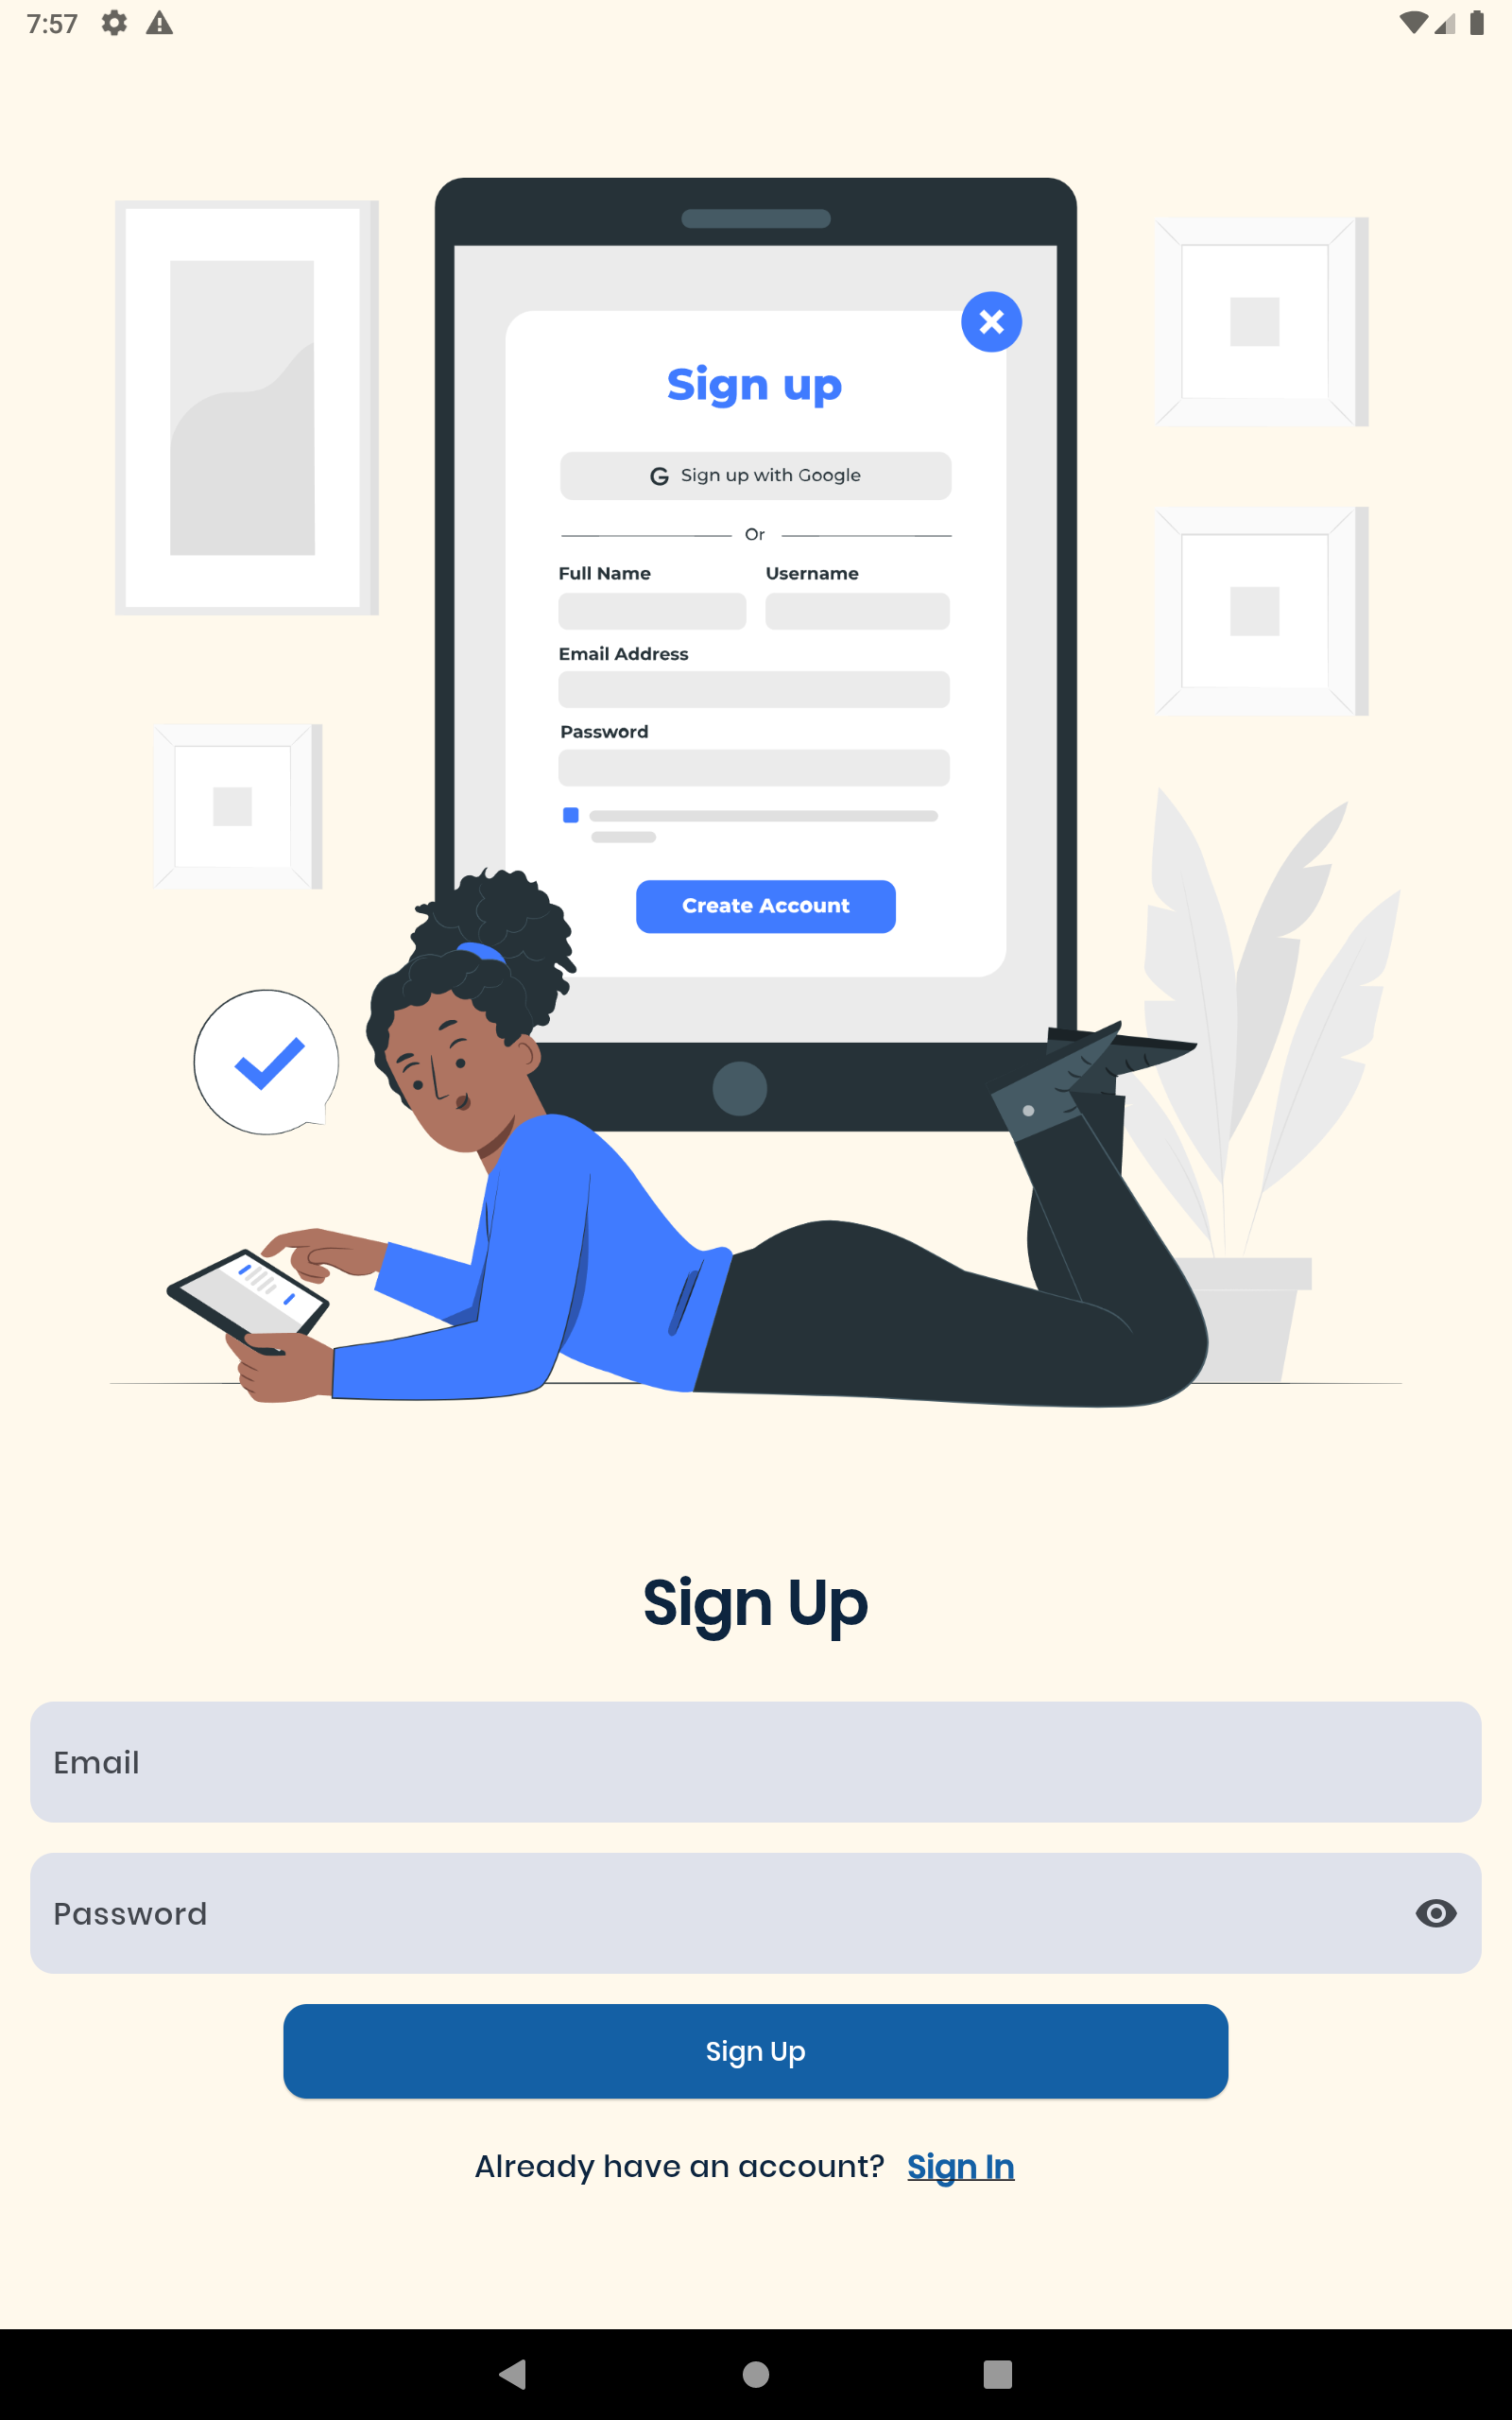 7:57
Sign up
G Sign up with Google
Or
Full Name Username
Email Address
Password
Create Account
Sign Up
Email
Password
Sign Up
Already have an account? Sign In